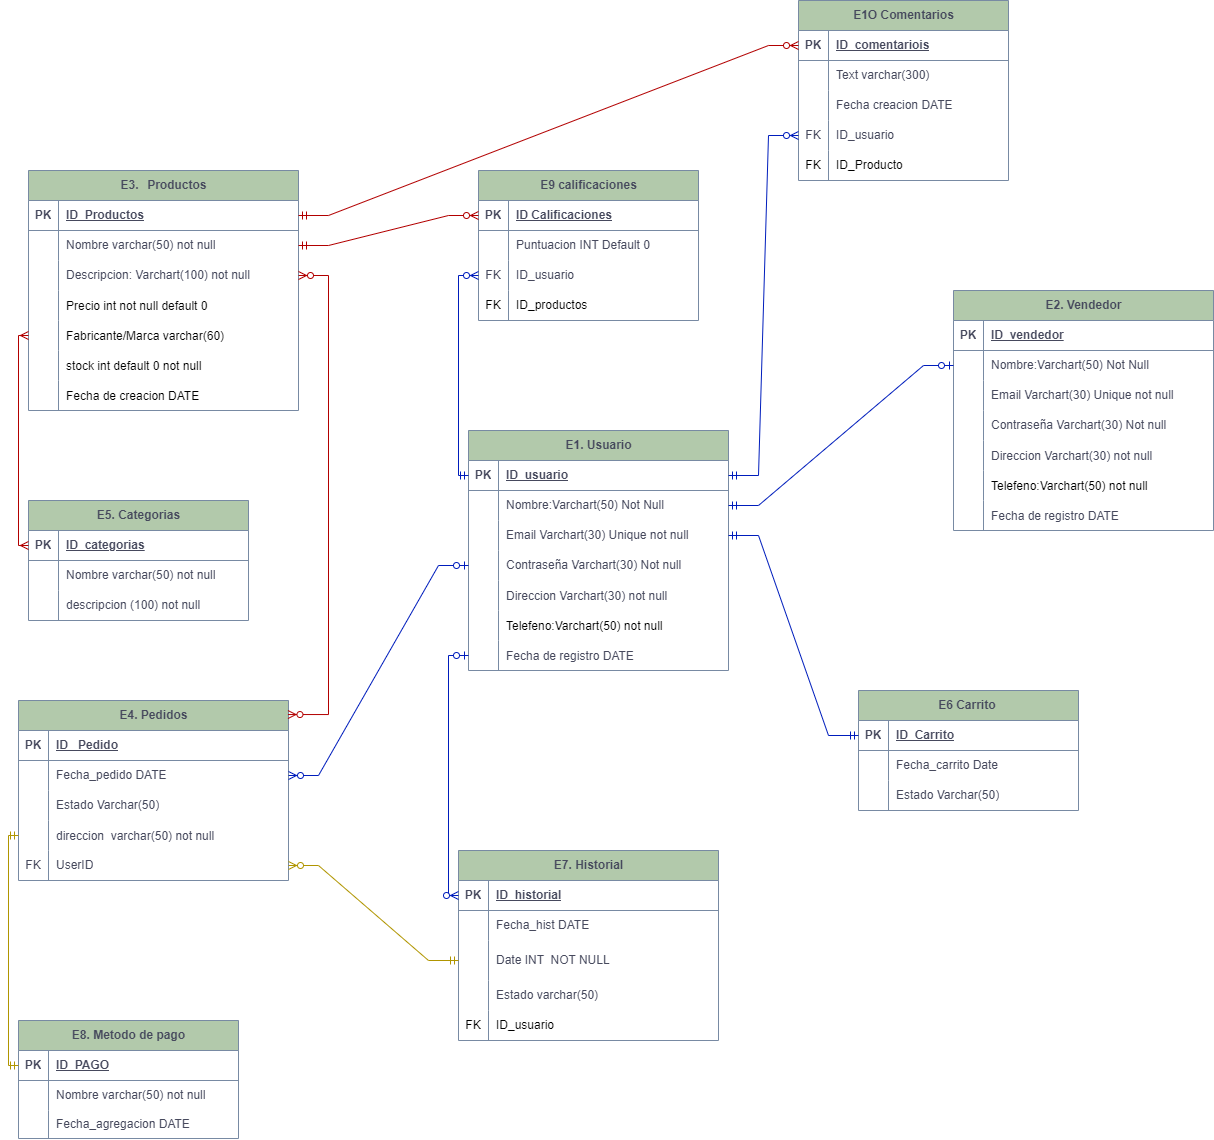 E1O Comentarios
PK ID_comentariois
Text varchar(300)
Fecha creacion DATE
FK ID_usuario
FK ID_Producto
E3. Productos
PK ID_Productos
Nombre varchar(50) not null
Descripcion: Varchart(100) not null
Precio int not null default 0
Fabricante/Marca varchar(60)
stock int default 0 not null
Fecha de creacion DATE
E9 calificaciones
PK ID Calificaciones
Puntuacion INT Default 0
FK ID_usuario
FK ID_productos
E2. Vendedor
PK ID_vendedor
Nombre:Varchart(50) Not Null
Email Varchart(30) Unique not null
Contraseña Varchart(30) Not null
Direccion Varchart(30) not null
Telefeno:Varchart(50) not null
Fecha de registro DATE
E1. Usuario
PK ID_usuario
Nombre:Varchart(50) Not Null
Email Varchart(30) Unique not null
Contraseña Varchart(30) Not null
Direccion Varchart(30) not null
Telefeno:Varchart(50) not null
Fecha de registro DATE
E5. Categorias
PK ID_categorias
Nombre varchar(50) not null
descripcion (100) not null
E4. Pedidos
PK ID_ Pedido
Fecha_pedido DATE
Estado Varchar(50)
direccion varchar(50) not null
FK UserID
E6 Carrito
PK ID_Carrito
Fecha_carrito Date
Estado Varchar(50)
E7. Historial
PK ID_historial
Fecha_hist DATE
Date INT NOT NULL
Estado varchar(50)
FK ID_usuario
E8. Metodo de pago
PK ID_PAGO
Nombre varchar(50) not null
Fecha_agregacion DATE